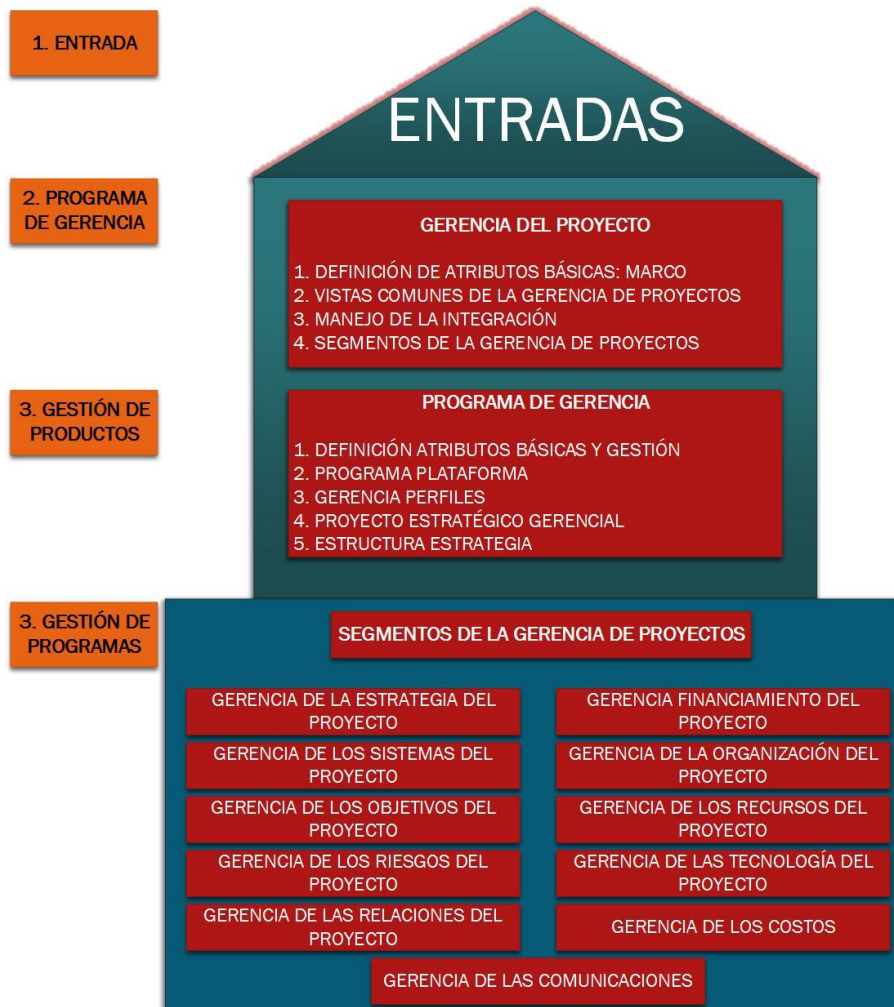 1. ENTRADA
ENTRADAS
2. PROGRAMA
DE GERENCIA
GERENCIA DEL PROYECTO
1. DEFINICIÓN DE ATRIBUTOS BÁSICAS: MARCO
2. VISTAS COMUNES DE LA GERENCIA DE PROYECTOS
3. MANEJO DE LA INTEGRACIÓN
4. SEGMENTOS DE LA GERENCIA DE PROYECTOS
3. GESTIÓN DE
PRODUCTOS
PROGRAMA DE GERENCIA
1. DEFINICIÓN ATRIBUTOS BÁSICAS Y GESTIÓN
2. PROGRAMA PLATAFORMA
3. GERENCIA PERFILES
4. PROYECTO ESTRATÉGICO GERENCIAL
5. ESTRUCTURA ESTRATEGIA
3. GESTIÓN DE
PROGRAMAS
SEGMENTOS DE LA GERENCIA DE PROYECTOS
GERENCIA DE LA ESTRATEGIA DEL
PROYECTO
GERENCIA FINANCIAMIENTO DEL
PROYECTO
GERENCIA DE LOS SISTEMAS DEL
PROYECTO
GERENCIA DE LA ORGANIZACIÓN DEL
PROYECTO
GERENCIA DE LOS OBJETIVOS DEL
PROYECTO
GERENCIA DE LOS RECURSOS DEL
PROYECTO
GERENCIA DE LOS RIESGOS DEL
PROYECTO
GERENCIA DE LAS TECNOLOGÍA DEL
PROYECTO
GERENCIA DE LAS RELACIONES DEL
PROYECTO
GERENCIA DE LOS COSTOS
GERENCIA DE LAS COMUNICACIONES